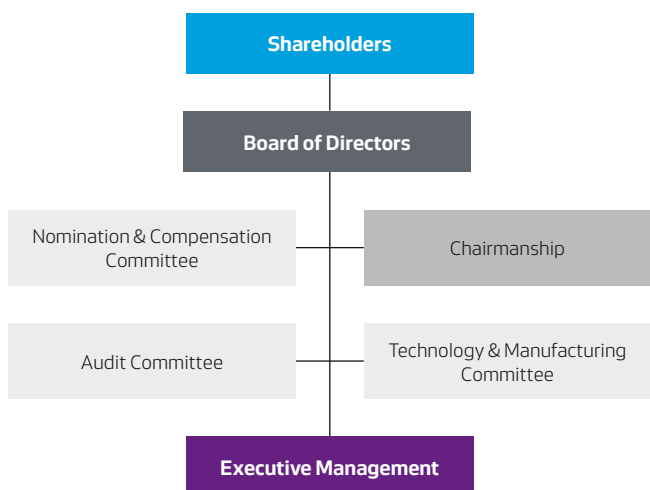 Shareholders
Board of Directors
Nomination & Compensation
Committee
Chairmanship
Audit Committee
Technology & Manufacturing
Committee
Executive Management